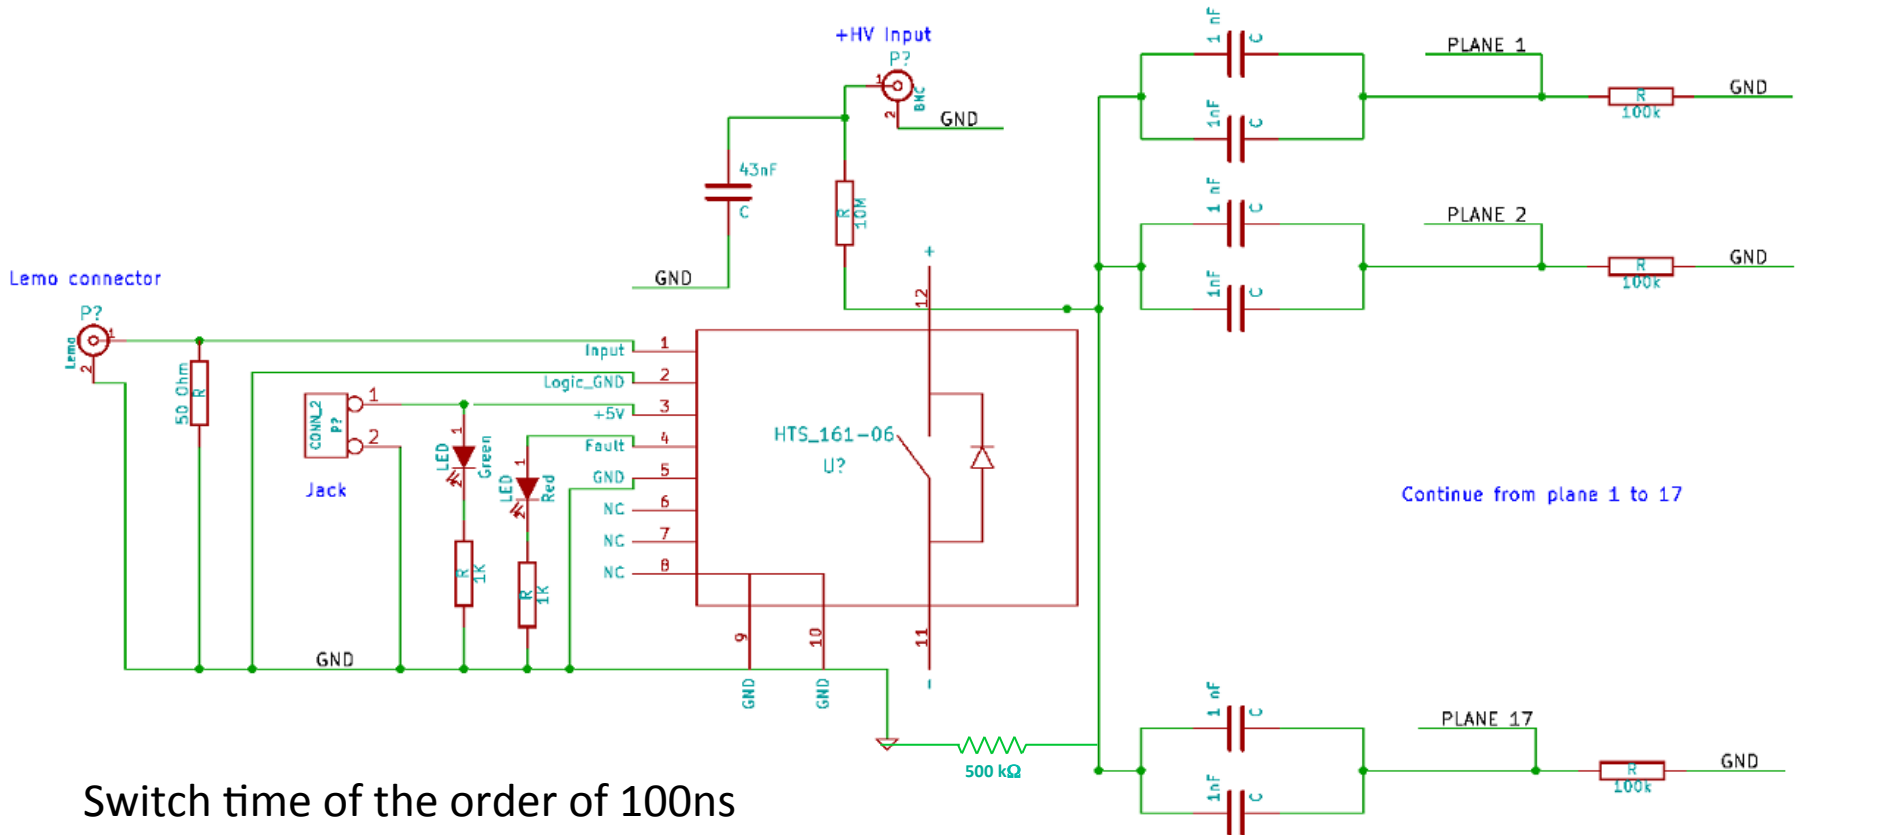 +HV Input
P?
1
2
BNC
GND
43nF
C
GND
R
10M
Lemo connector
P?
1
2
Lemo
50 Ohm
R
CONN_2
P?
1
2
Jack
LED
1
2
Green
R
1K
LED
1
2
Red
R
1K
Input 1
Logic_GND 2
+5V 3
Fault 4
GND 5
NC 6
NC 7
NC 8
9
GND
10
GND
GND
HTS_161-06
U?
+
12
11
-
500 kΩ
1 nF
C
1nF
C
PLANE 1
R
100k
GND
1 nF
C
1nF
C
PLANE 2
R
100k
GND
Continue from plane 1 to 17
1 nF
C
1nF
C
PLANE 17
R
100k
GND
Switch time of the order of 100ns